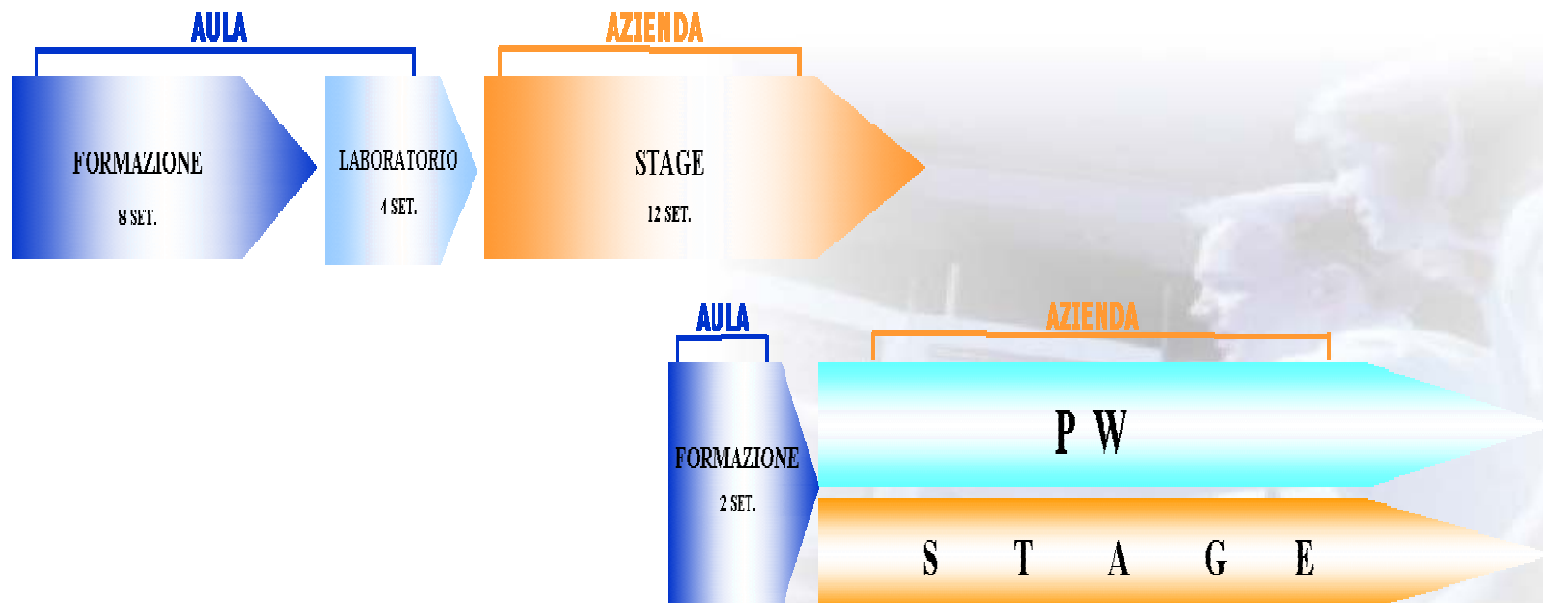 AULA
AZIENDA
FORMAZIONE
8 SET.
LABORATORIO
4 SET.
STAGE
12 SET.
AULA
AZIENDA
FORMAZIONE
2 SET.
P W
S T A G E